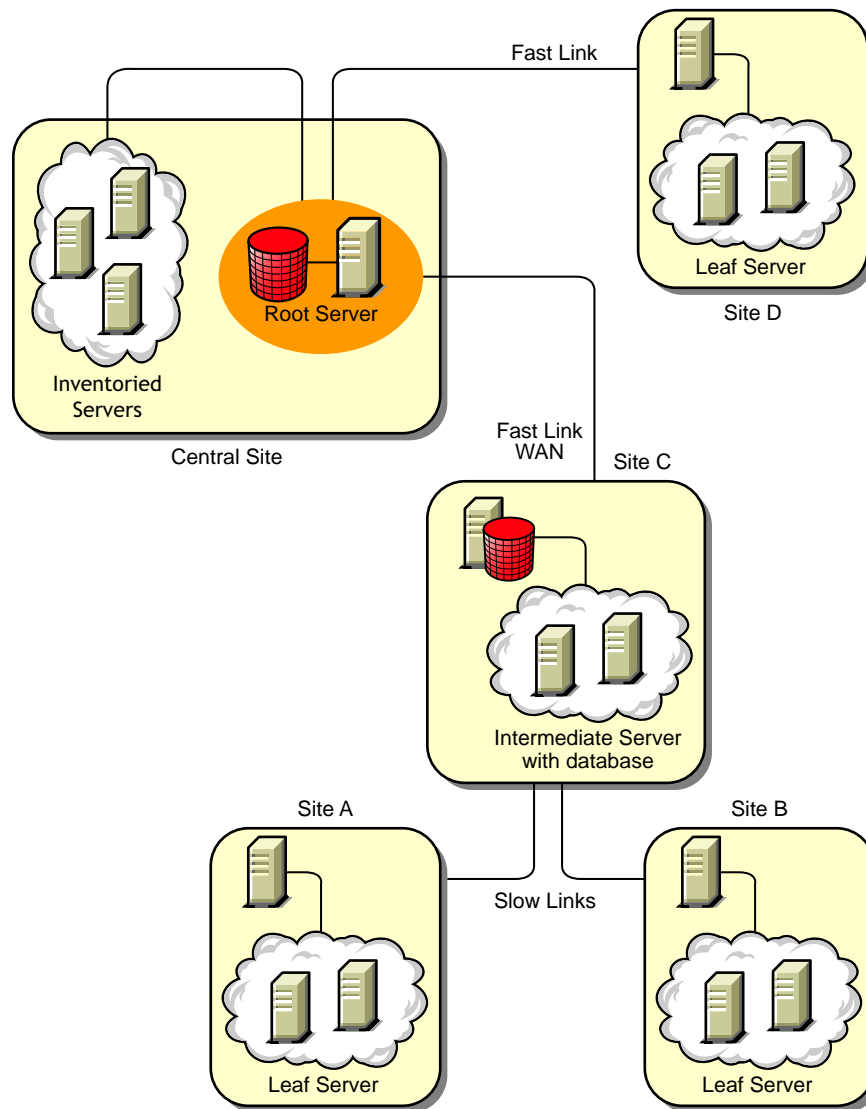 Fast Link
Leaf Server
Site D
Root Server
Inventoried
Servers
Central Site
Fast Link
WAN
Site C
Intermediate Server
with database
Site A
Site B
Slow Links
Leaf Server
Leaf Server